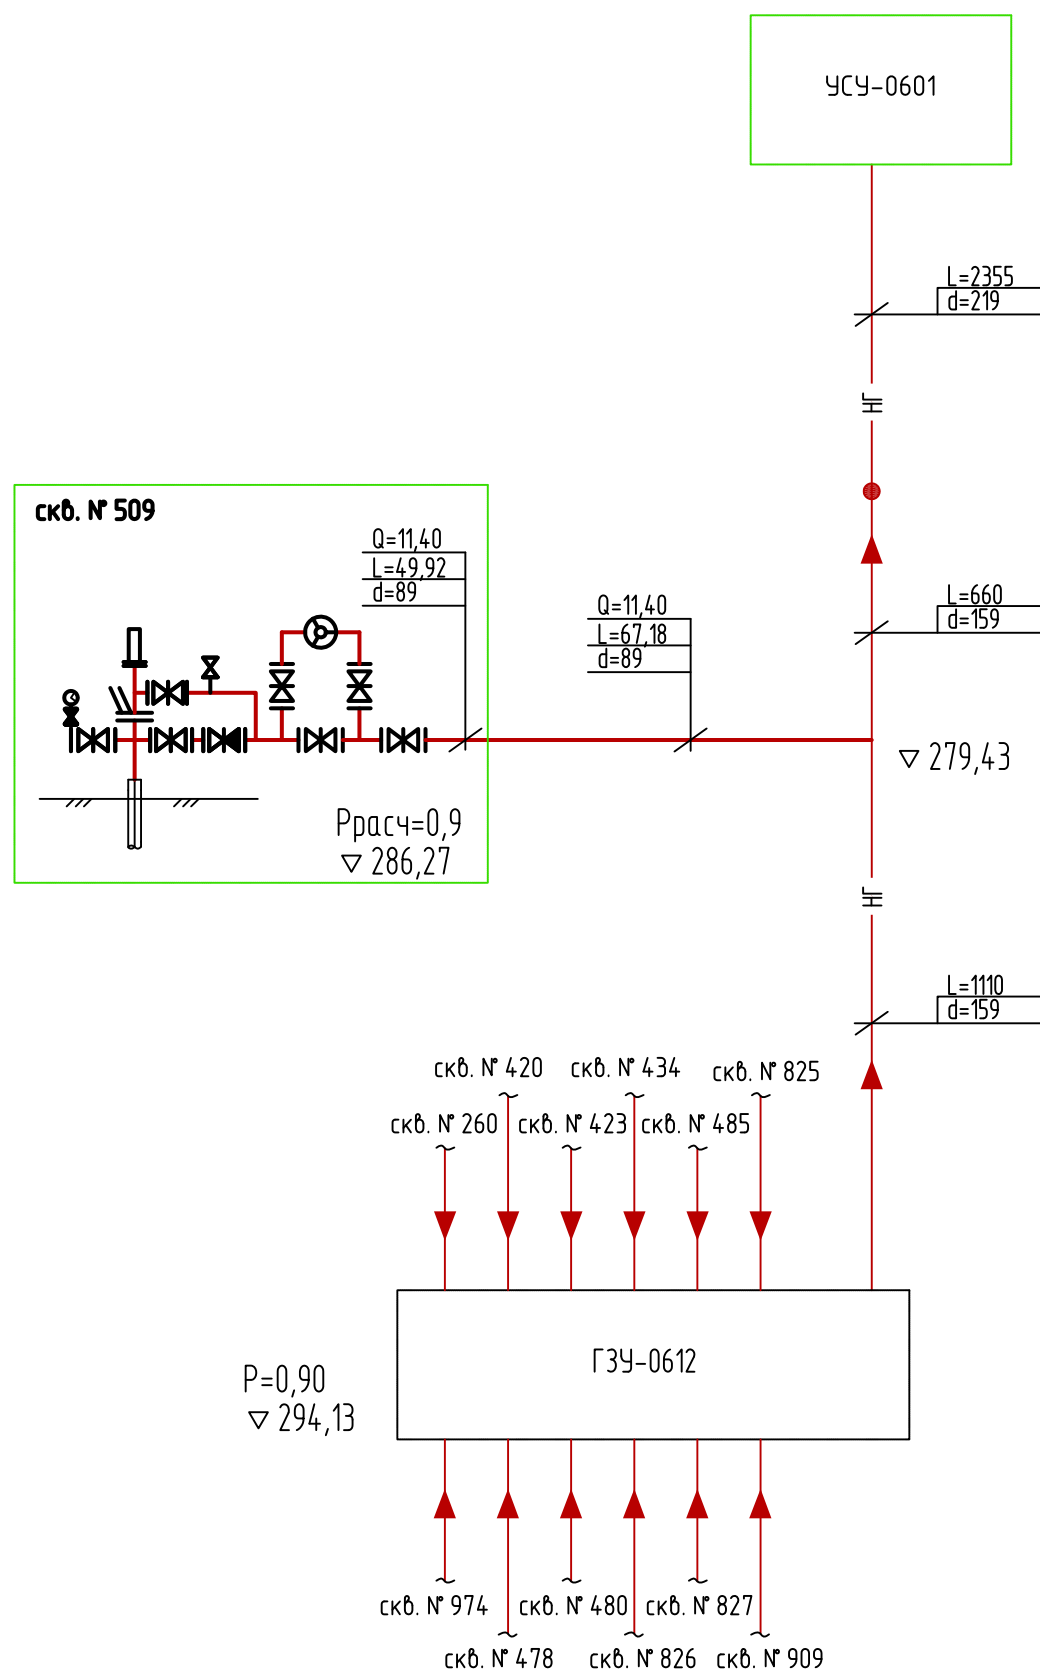 УСУ-0601
L=2355
d=219
НГ
скв. № 509
Q=11,40
L=49,92
d=89
Q=11,40
L=67,18
d=89
L=660
d=159
279,43
Ррасч=0,9
286,27
НГ
L=1110
d=159
скв. № 420
скв. № 434
скв. № 825
скв. № 260
скв. № 423
скв. № 485
ГЗУ-0612
Р=0,90
294,13
скв. № 974
скв. № 480
скв. № 827
скв. № 478
скв. № 826
скв. № 909